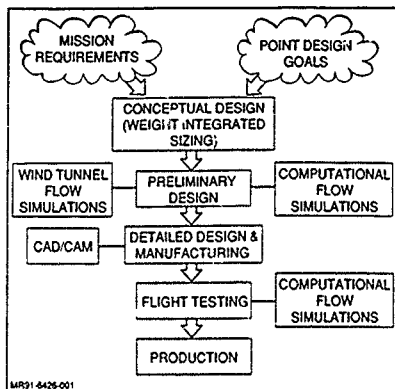 MISSION
REQUIREMENTS
POINT DESIGN
GOALS
CONCEPTUAL DESIGN
(WEIGHT INTEGRATED
SIZING)
WIND TUNNEL
FLOW
SIMULATIONS
PRELIMINARY
DESIGN
COMPUTATIONAL
FLOW
SIMULATIONS
CAD/CAM
DETAILED DESIGN &
MANUFACTURING
FLIGHT TESTING
COMPUTATIONAL
FLOW
SIMULATIONS
PRODUCTION
MR91-6426-001